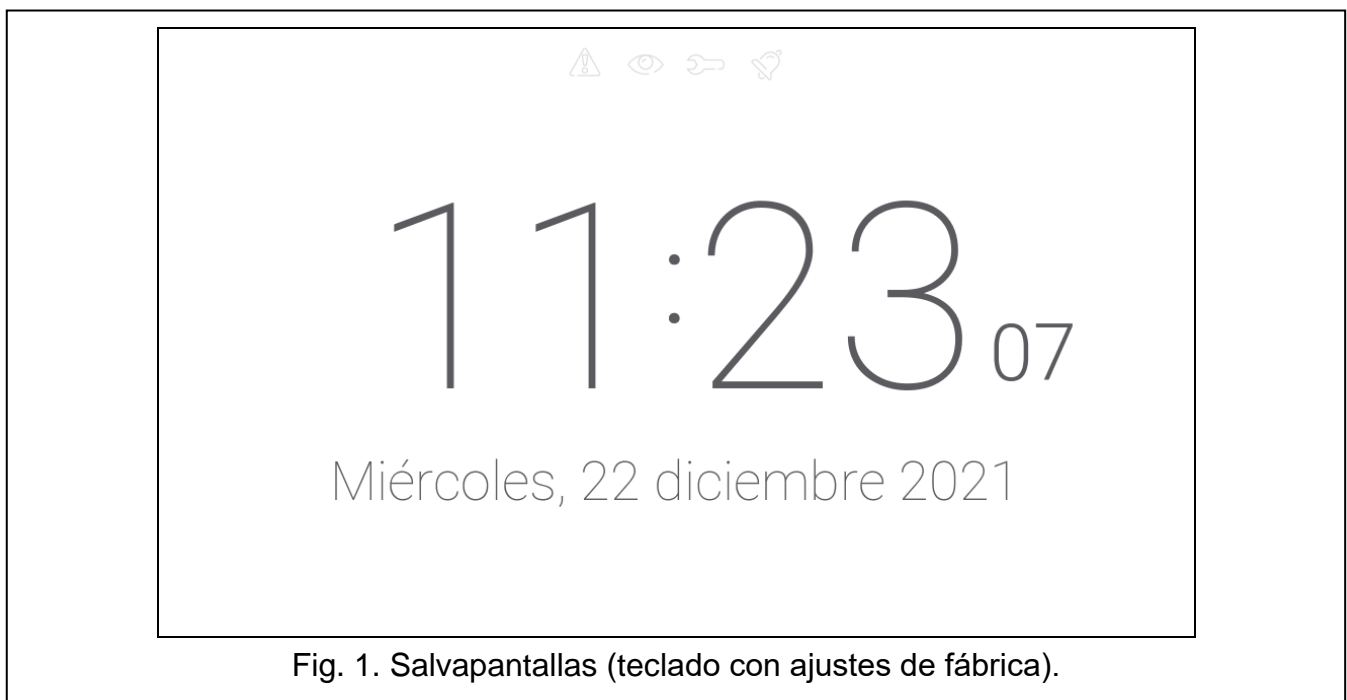 11:23 07
Miércoles, 22 diciembre 2021
Fig. 1. Salvapantallas (teclado con ajustes de fábrica).